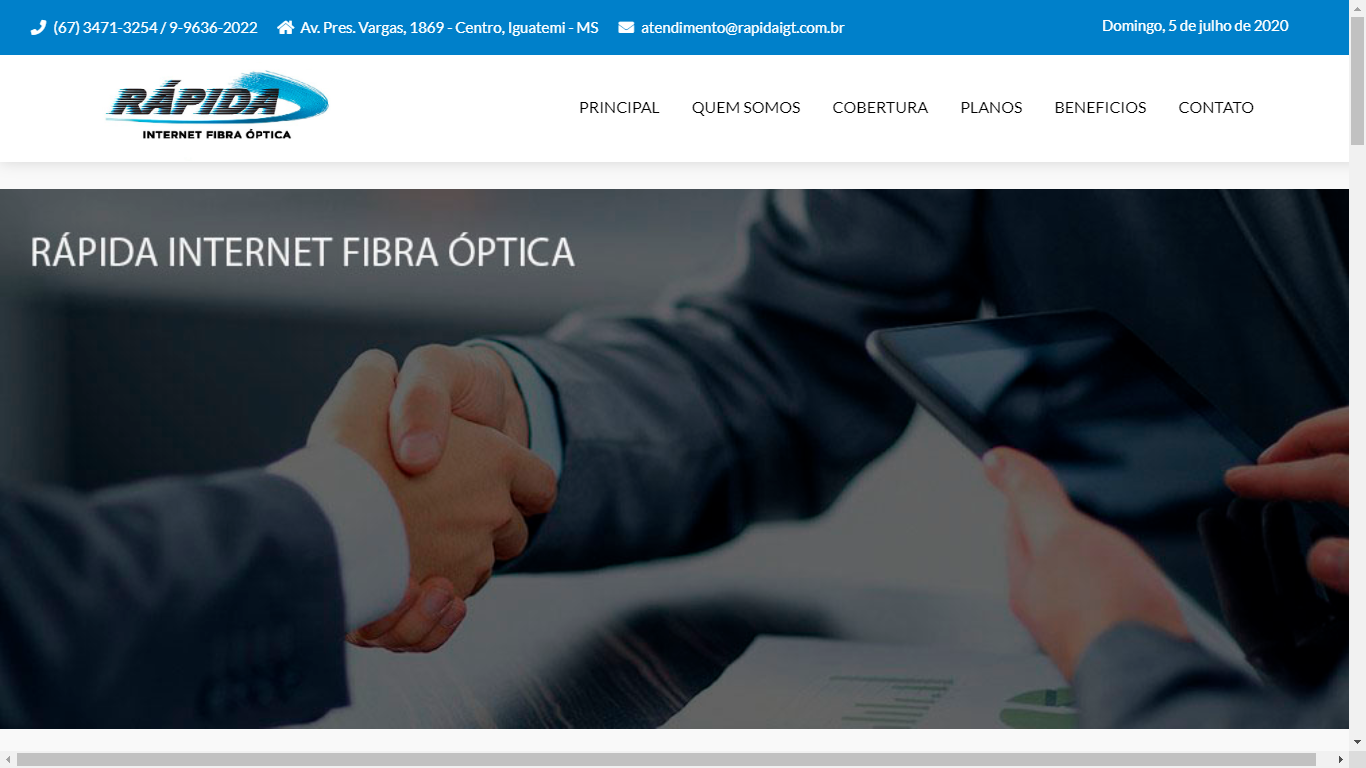 (67) 3471-3254 / 9-9636-2022 Av. Pres. Vargas, 1869 - Centro, Iguatemi - MS atendimento@rapidaigt.com.br Domingo, 5 de julho de 2020
RÁPIDA
INTERNET FIBRA ÓPTICA
PRINCIPAL QUEM SOMOS COBERTURA PLANOS BENEFICIOS CONTATO
RÁPIDA INTERNET FIBRA ÓPTICA